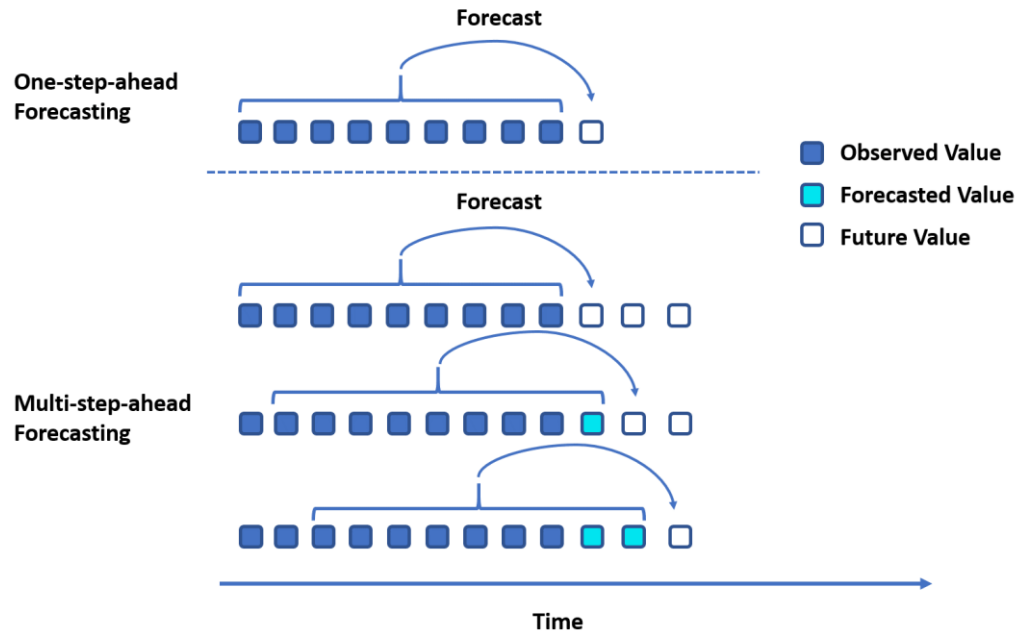 Forecast
One-step-ahead
Forecasting
Observed Value
Forecasted Value
Future Value
Forecast
Multi-step-ahead
Forecasting
Time